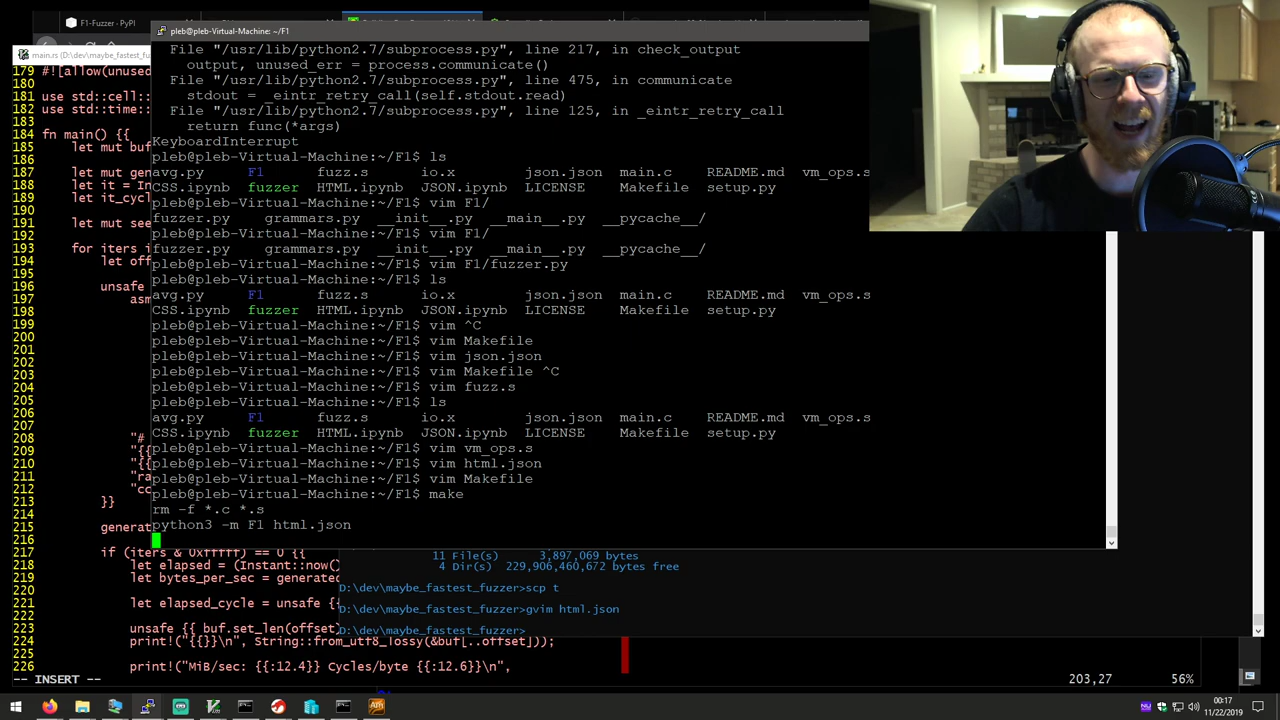 F1-Fuzzer - PyPI
pleb@pleb-Virtual-Machine: ~/F1
main.rs (D:\dev\maybe_fastest_fu
File "/usr/lib/python2.7/subprocess.py", line 217, in check_output
output, unused_err = process.communicate()
File "/usr/lib/python2.7/subprocess.py", line 475, in communicate
stdout = _eintr_retry_call(self.stdout.read)
File "/usr/lib/python2.7/subprocess.py", line 125, in _eintr_retry_call
return func(*args)
KeyboardInterrupt
pleb@pleb-Virtual-Machine:~/F1$ ls
avg.py F1 fuzz.s io.x json.json main.c README.md vm_ops.s
CSS.ipynb fuzzer HTML.ipynb JSON.ipynb LICENSE Makefile setup.py
pleb@pleb-Virtual-Machine:~/F1$ vim F1/
fuzzer.py grammars.py __init__.py __main__.py __pycache__/
pleb@pleb-Virtual-Machine:~/F1$ vim F1/
fuzzer.py grammars.py __init__.py __main__.py __pycache__/
pleb@pleb-Virtual-Machine:~/F1$ vim F1/fuzzer.py
pleb@pleb-Virtual-Machine:~/F1$ ls
avg.py F1 fuzz.s io.x json.json main.c README.md vm_ops.s
CSS.ipynb fuzzer HTML.ipynb JSON.ipynb LICENSE Makefile setup.py
pleb@pleb-Virtual-Machine:~/F1$ vim ^C
pleb@pleb-Virtual-Machine:~/F1$ vim Makefile
pleb@pleb-Virtual-Machine:~/F1$ vim json.json
pleb@pleb-Virtual-Machine:~/F1$ vim Makefile ^C
pleb@pleb-Virtual-Machine:~/F1$ vim fuzz.s
pleb@pleb-Virtual-Machine:~/F1$ ls
avg.py F1 fuzz.s io.x json.json main.c README.md vm_ops.s
CSS.ipynb fuzzer HTML.ipynb JSON.ipynb LICENSE Makefile setup.py
pleb@pleb-Virtual-Machine:~/F1$ vim vm_ops.s
pleb@pleb-Virtual-Machine:~/F1$ vim html.json
pleb@pleb-Virtual-Machine:~/F1$ vim Makefile
pleb@pleb-Virtual-Machine:~/F1$ make
rm -f *.c *.s
python3 -m F1 html.json
179 #![allow(unused
180
181 use std::cell::
182 use std::time::
183
184 fn main() {{
185 let mut buf
186
187 let mut gen
188 let it = In
189 let it_cycl
190
191 let mut see
192
193 for iters i
194 let off
195
196 unsafe
197 asm
198
199
200
201
202
203
204
205
206
207
208 "#
209 "{{
210 "{{
211 "ra
212 "cc
213 }}
214
215 generat
216
217 if (iters & 0xfffff) == 0 {{
218 let elapsed = (Instant::now()
219 let bytes_per_sec = generated
220
221 let elapsed_cycle = unsafe {{
222
223 unsafe {{ buf.set_len(offset)
224 print!("{{}}\n", String::from_utf8_lossy(&buf[..offset]));
225
226 print!("MiB/sec: {{:12.4}} Cycles/byte {{:12.6}}\n",
-- INSERT -- 203,27 56%
11 File(s) 3,897,069 bytes
4 Dir(s) 229,906,460,672 bytes free
D:\dev\maybe_fastest_fuzzer>scp t
D:\dev\maybe_fastest_fuzzer>gvim html.json
D:\dev\maybe_fastest_fuzzer>
00:17
11/22/2019